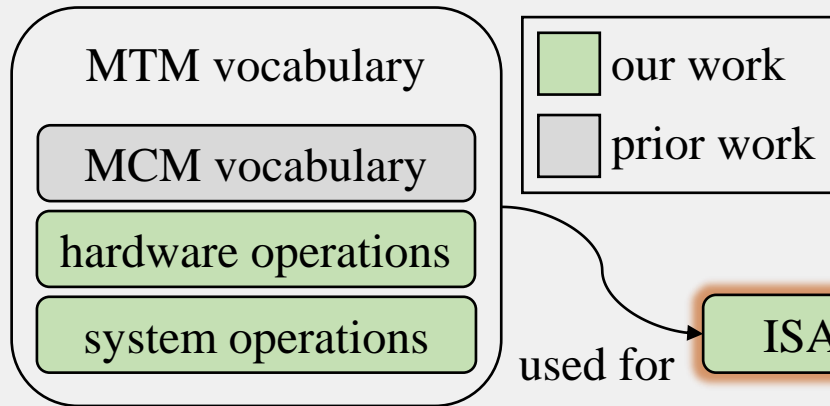 MTM vocabulary
MCM vocabulary
hardware operations
system operations
our work
prior work
used for
ISA